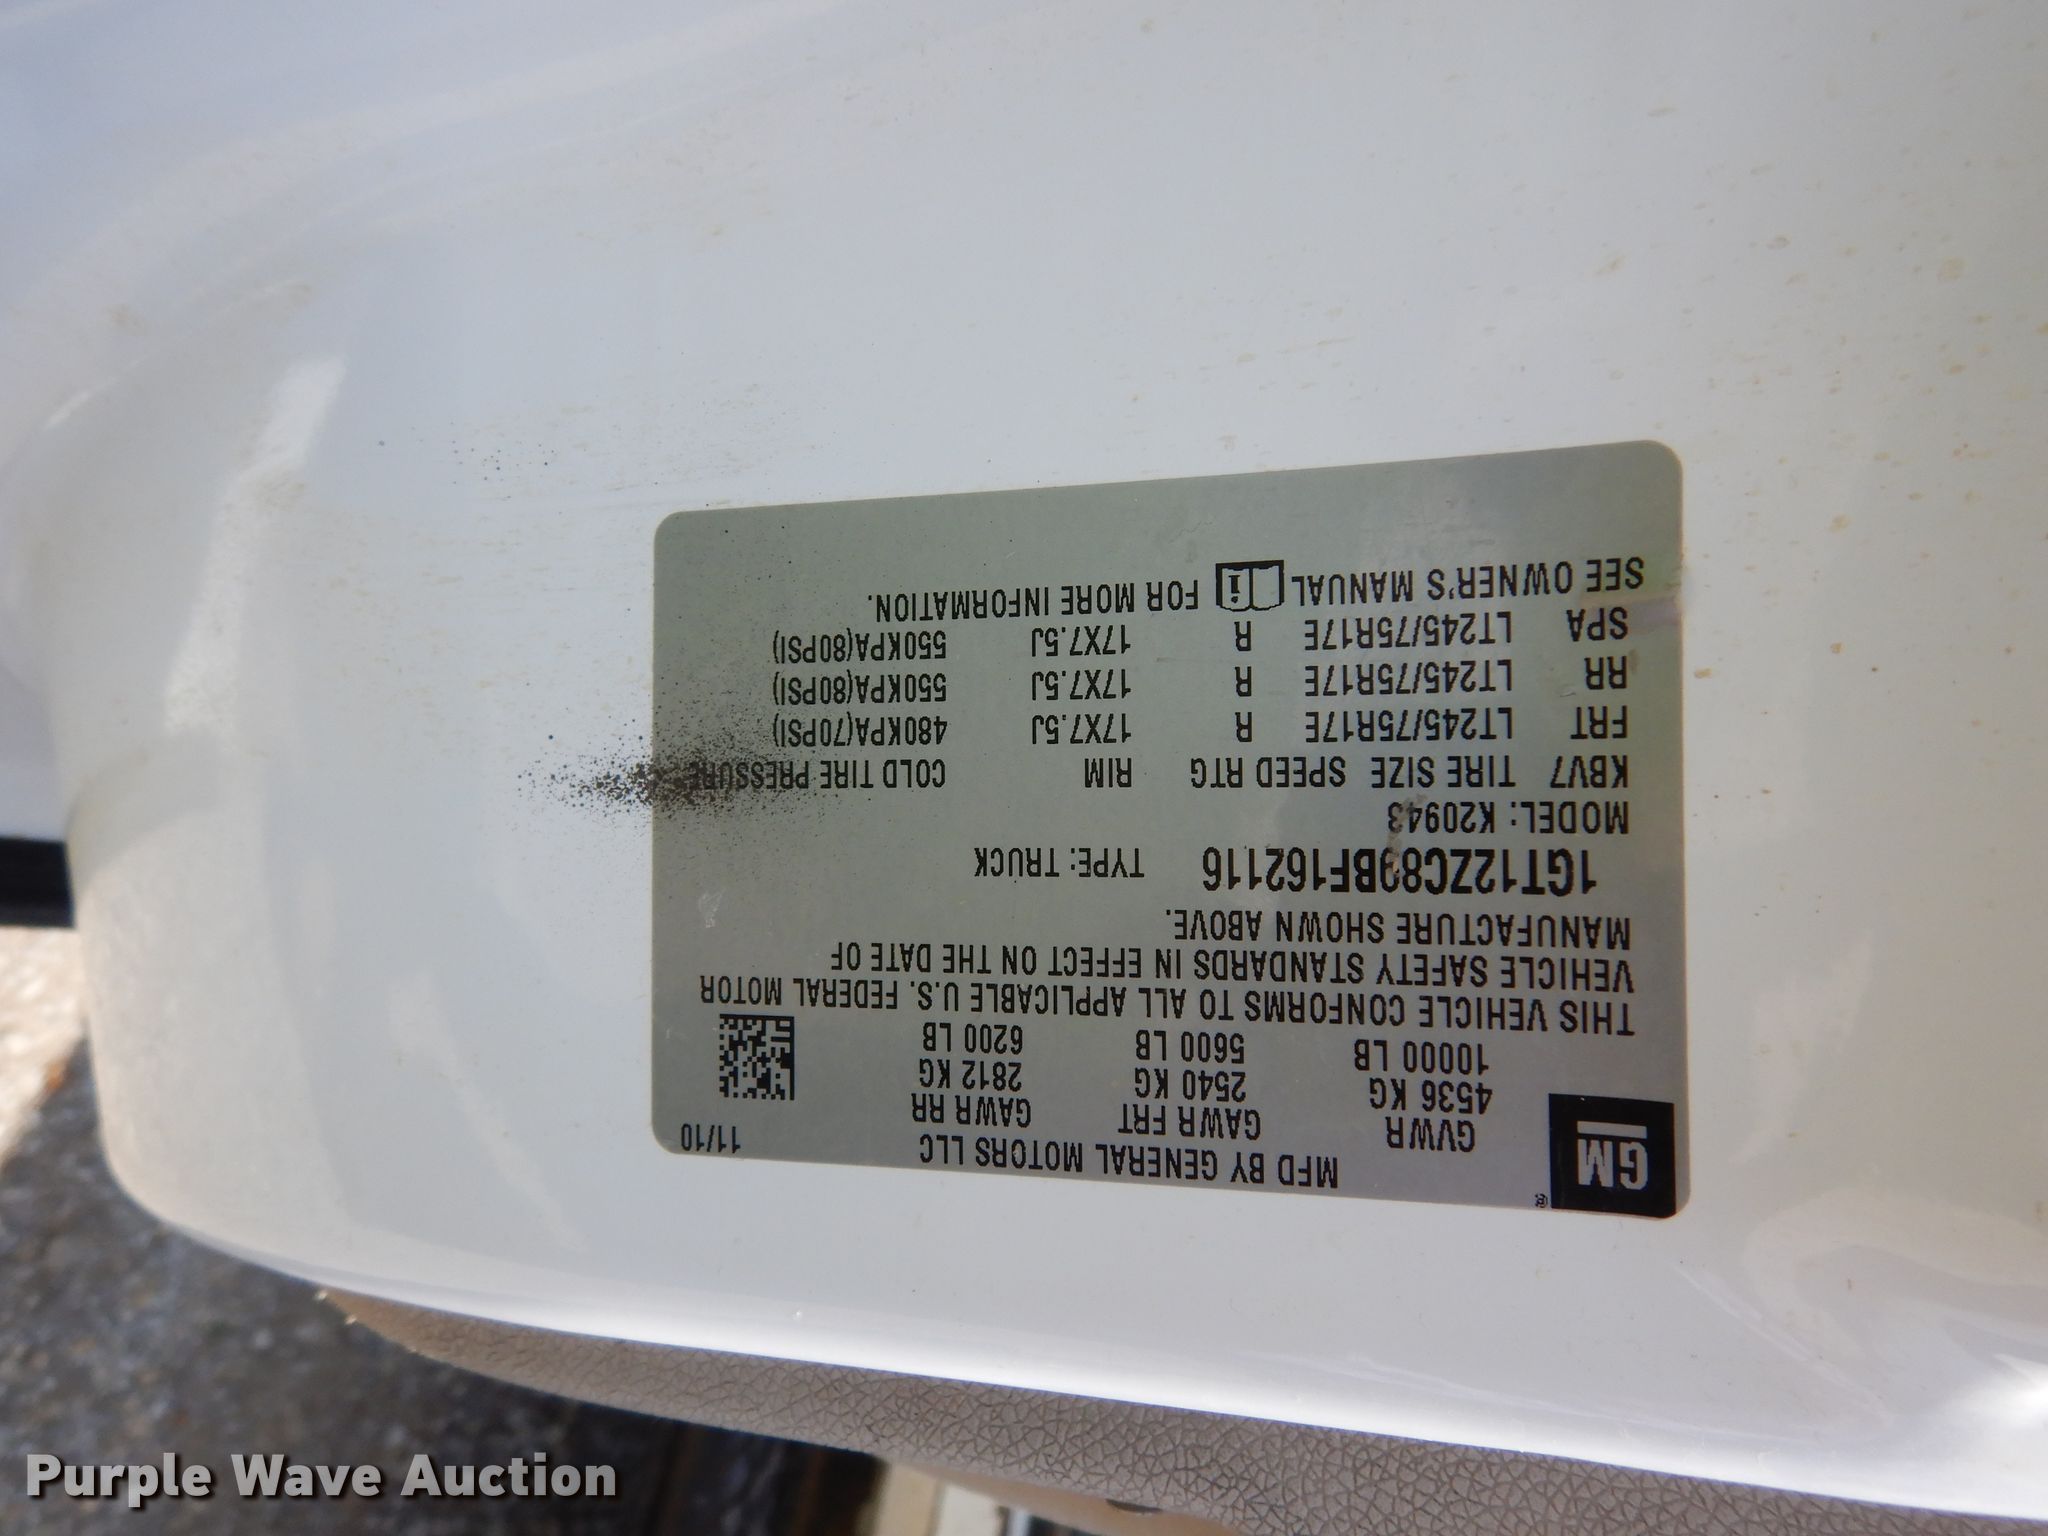 MFD BY GENERAL MOTORS LLC 11/10
GM®
GVWR GAWR FRT GAWR RR
4536 KG 2540 KG 2812 KG
10000 LB 5600 LB 6200 LB
THIS VEHICLE CONFORMS TO ALL APPLICABLE U.S. FEDERAL MOTOR
VEHICLE SAFETY STANDARDS IN EFFECT ON THE DATE OF
MANUFACTURE SHOWN ABOVE.
1GT12ZC89BF162116 TYPE: TRUCK
MODEL: K20943
KBV7 TIRE SIZE SPEED RTG RIM COLD TIRE PRESSURE
FRT LT245/75R17E R 17X7.5J 480KPA(70PSI)
RR LT245/75R17E R 17X7.5J 550KPA(80PSI)
SPA LT245/75R17E R 17X7.5J 550KPA(80PSI)
SEE OWNER'S MANUAL i FOR MORE INFORMATION.
Purple Wave Auction